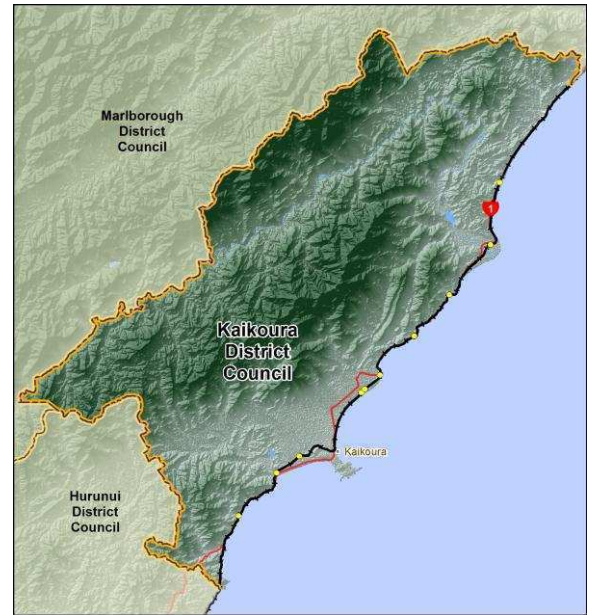 Marlborough
District
Council
1
Kaikoura
District
Council
Kaikoura
Hurunui
District
Council